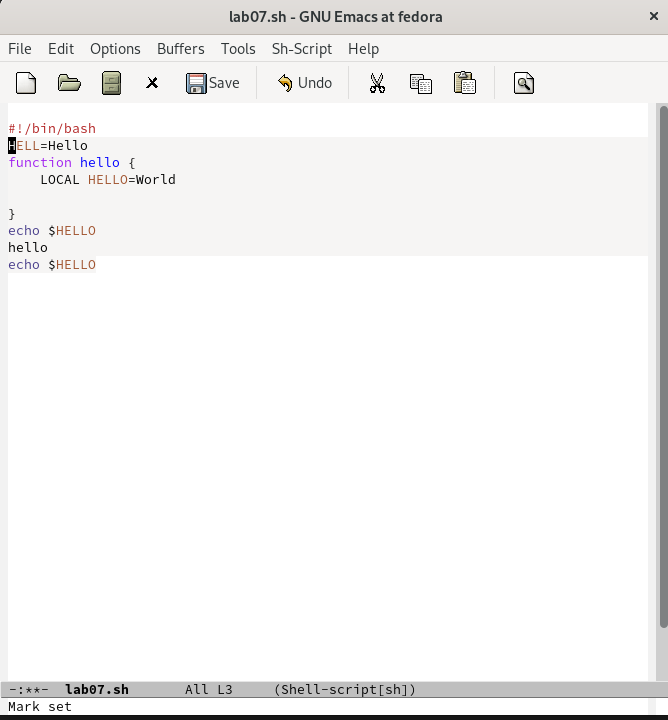 lab07.sh - GNU Emacs at fedora
File Edit Options Buffers Tools Sh-Script Help
Save Undo
#!/bin/bash
HELL=Hello
function hello {
    LOCAL HELLO=World
}
echo $HELLO
hello
echo $HELLO
-:**-  lab07.sh       All L3     (Shell-script[sh])
Mark set